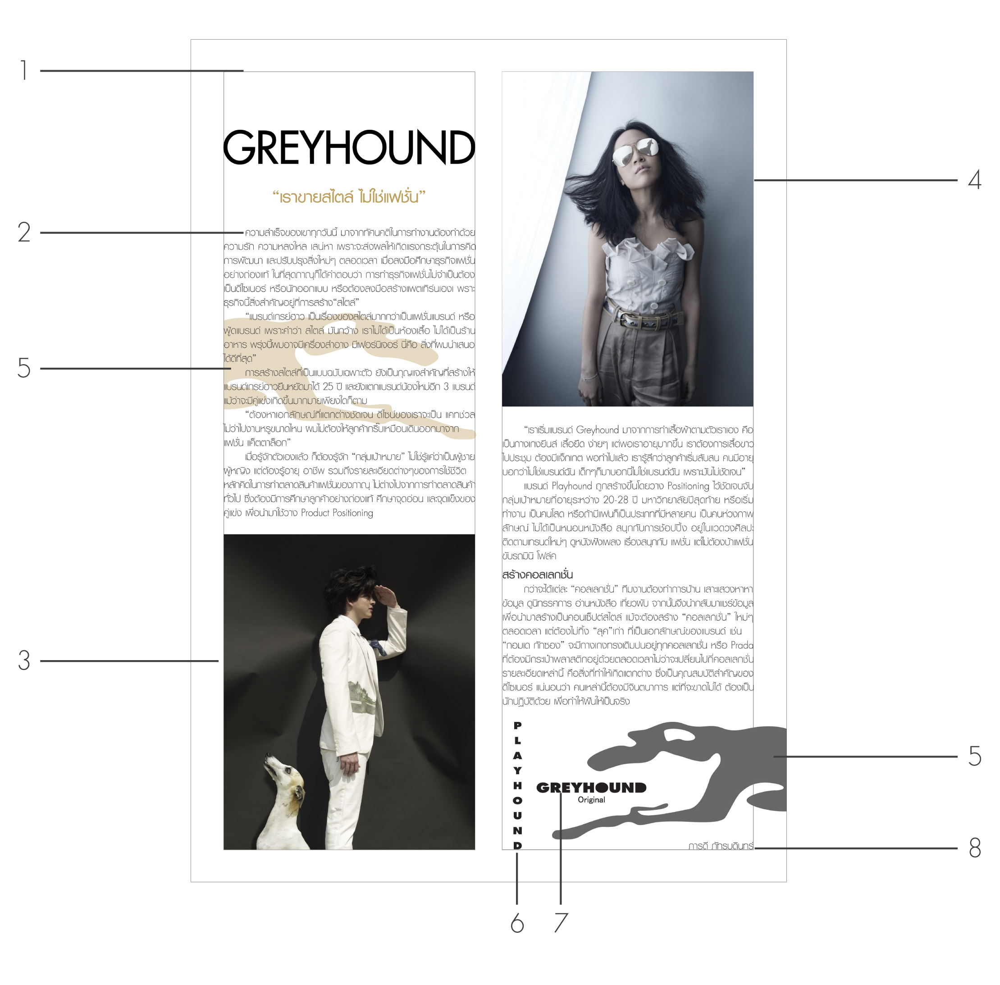 1
GREYHOUND
“เราขายสไตล์ ไม่ใช่แฟชั่น”
2
ความสำเร็จของเขาทุกวันนี้ มาจากทัศนคติในการทำงานต้องทำด้วย
ความรัก ความหลงใหล เสน่หา เพราะจะส่งผลให้เกิดแรงกระตุ้นในการคิด
การพัฒนา และปรับปรุงสิ่งใหม่ๆ ตลอดเวลา เมื่อลงมือศึกษาธุรกิจแฟชั่น
อย่างถ่องแท้ ในที่สุดภาณุก็ได้คำตอบว่า การทำธุรกิจแฟชั่นไม่จำเป็นต้อง
เป็นดีไซเนอร์ หรือนักออกแบบ หรือต้องลงมือสร้างแพตเทิร์นเองเ พราะ
ธุรกิจนี้สิ่งสำคัญอยู่ที่การสร้าง“สไตล์”
“แบรนด์เกรย์ฮาว เป็นเรื่องของสไตล์มากกว่าเป็นแฟชั่นแบรนด์ หรือ
ฟู้ดแบรนด์ เพราะคำว่า สไตล์ มันกว้าง เราไม่ได้เป็นห้องเสื้อ ไม่ได้เป็นร้าน
อาหาร พรุ่งนี้ผมอาจมีเครื่องสำอาง มีเฟอร์นิเจอร์ นี่คือ สิ่งที่ผมนำเสนอ
ได้ดีที่สุด”
5
การสร้างสไตล์ที่เป็นแบบฉบับเฉพาะตัว ยังเป็นกุญแจสำคัญที่สร้างให้
แบรนด์เกรย์ฮาวยืนหยัดมาได้ 25 ปี และยังแตกแบรนด์น้องใหม่อีก 3 แบรนด์
แม้ว่าจะมีคู่แข่งเกิดขึ้นมากมายเพียงใดก็ตาม
“ต้องหาเอกลักษณ์ที่แตกต่างชัดเจน ดีไซน์ของเราจะเป็น แคทช่วล
ไม่ว่าไปงานหรูขนาดไหน ผมไม่ต้องให้ลูกค้ากริ๊บเหมือนเดินออกมาจาก
แฟชั่น แค็ตตาล็อก”
เมื่อรู้จักตัวเองแล้ว ก็ต้องรู้จัก “กลุ่มเป้าหมาย” ไม่ใช่รู้แค่ว่าเป็นผู้ชาย
ผู้หญิง แต่ต้องรู้อายุ อาชีพ รวมถึงรายละเอียดต่างๆของการใช้ชีวิต
หลักคิดในการทำตลาดสินค้าแฟชั่นของภาณุ ไม่ต่างไปจากการทำตลาดสินค้า
ทั่วไป ซึ่งต้องมีการศึกษาลูกค้าอย่างถ่องแท้ ศึกษาจุดอ่อน และจุดแข็งของ
คู่แข่ง เพื่อนำมาใช้วาง Product Positioning
3
4
“เราเริ่มแบรนด์ Greyhound มาจากการทำเสื้อผ้าตามตัวเราเอง คือ
เป็นกางเกงยีนส์ เสื้อยืด ง่ายๆ แต่พอเราอายุมากขึ้น เราต้องการเสื้อขาว
ไปประชุม ต้องมีแจ็กเกต พอทำไปแล้ว เรารู้สึกว่าลูกค้าเริ่มสับสน คนมีอายุ
บอกว่าไม่ใช่แบรนด์ฉัน เด็กๆก็มาบอกนี่ไม่ใช่แบรนด์ฉัน เพราะมันไม่ชัดเจน”
แบรนด์ Playhound ถูกสร้างขึ้นโดยวาง Positioning ไว้ชัดเจนจับ
กลุ่มเป้าหมายที่อายุระหว่าง 20-28 ปี มหาวิทยาลัยปีสุดท้าย หรือเริ่ม
ทำงาน เป็นคนโสด หรือถ้ามีแฟนก็เป็นประเภทที่มีหลายคน เป็นคนห่วงภาพ
ลักษณ์ ไม่ได้เป็นหนอนหนังสือ สนุกกับการช้อปปิ้ง อยู่ในแวดวงศิลปะ
ติดตามเทรนด์ใหม่ๆ ดูหนังฟังเพลง เรื่องสนุกกับ แฟชั่น แต่ไม่ต้องบ้าแฟชั่น
ขับรถมินิ โฟล์ค
สร้างคอลเลกชั่น
กว่าจะได้แต่ละ “คอลเลกชั่น” ทีมงานต้องทำการบ้าน เสาะแสวงหาหา
ข้อมูล ดูนิทรรศการ อ่านหนังสือ เที่ยวผับ จากนั้นจึงนำกลับมาแชร์ข้อมูล
เพื่อนำมาสร้างเป็นคอนเซ็ปต์สไตล์ แม้จะต้องสร้าง “คอลเลกชั่น” ใหม่ๆ
ตลอดเวลา แต่ต้องไม่ทิ้ง “ลุค”เก่า ที่เป็นเอกลักษณ์ของแบรนด์ เช่น
“กอมเด กักซอง” จะมีกางเกงทรงเดิมปนอยู่ทุกคอลเลกชั่น หรือ Prada
ที่ต้องมีกระเป๋าพลาสติกอยู่ด้วยตลอดเวลาไม่ว่าจะเปลี่ยนไปกี่คอลเลกชั่น
รายละเอียดเหล่านี้ คือสิ่งที่ทำให้เกิดแตกต่าง ซึ่งเป็นคุณสมบัติสำคัญของ
ดีไซเนอร์ แน่นอนว่า คนเหล่านี้ต้องมีจินตนาการ แต่ที่จะขาดไม่ได้ ต้องเป็น
นักปฏิบัติด้วย เพื่อทำให้ฝันให้เป็นจริง
PLAYHOUND
GREYHOUND
Original
5
ภารดี ภัทรบดินทร์
8
6
7